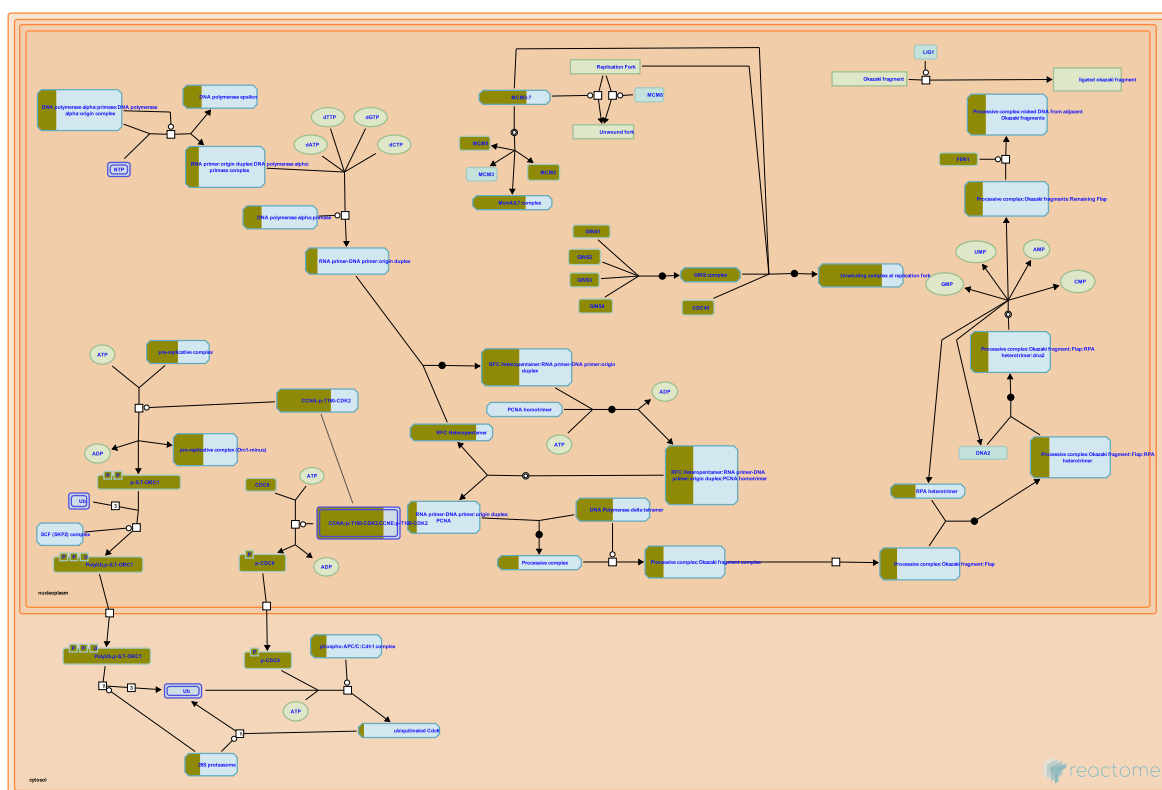 LIG1
Okazaki fragment
ligated okazaki fragment
Replication Fork
MCM2-7
MCM8
Unwound fork
DNA polymerase epsilon
DNA polymerase alpha:primase:DNA polymerase
alpha:origin complex
NTP
RNA primer:origin duplex:DNA polymerase alpha:
primase complex
dTTP
dGTP
dATP
dCTP
MCM3
MCM2
Mcm4,6,7 complex
Processive complex:nicked DNA from adjacent
Okazaki fragments
FEN1
Processive complex:Okazaki fragments:Remaining Flap
DNA polymerase alpha:primase
RNA primer-DNA primer:origin duplex
GINS1
GINS2
GINS3
GINS4
GINS complex
CDC45
Unwinding complex at replication fork
UMP
AMP
GMP
CMP
Processive complex:Okazaki fragment:Flap:RPA
heterotrimer:dna2
ATP
pre-replicative complex
RFC Heteropentamer:RNA primer-DNA primer:origin
duplex
PCNA homotrimer
ADP
ATP
CCNA:p-T160-CDK2
RFC Heteropentamer
ADP
pre-replicative complex (Orc1-minus)
DNA2
Processive complex:Okazaki fragment:Flap:RPA
heterotrimer
P
P
p-S,T-ORC1
RFC Heteropentamer:RNA primer-DNA
primer:origin duplex:PCNA homotrimer
CDC6
ATP
RPA heterotrimer
Ub
3
SCF (SKP2) complex
CCNA:p-T160-CDK2,CCNE:p-T160-CDK2
RNA primer-DNA primer:origin duplex:
PCNA
DNA Polymerase delta tetramer
P
P
PolyUb,p-S,T-ORC1
P
p-CDC6
ADP
Processive complex
Processive complex:Okazaki fragment complex
Processive complex:Okazaki fragment:Flap
nucleoplasm
P
P
PolyUb,p-S,T-ORC1
P
p-CDC6
phospho-APC/C:Cdh1 complex
3
Ub
ATP
ubiquitinated Cdc6
26S proteasome
cytosol
reactome